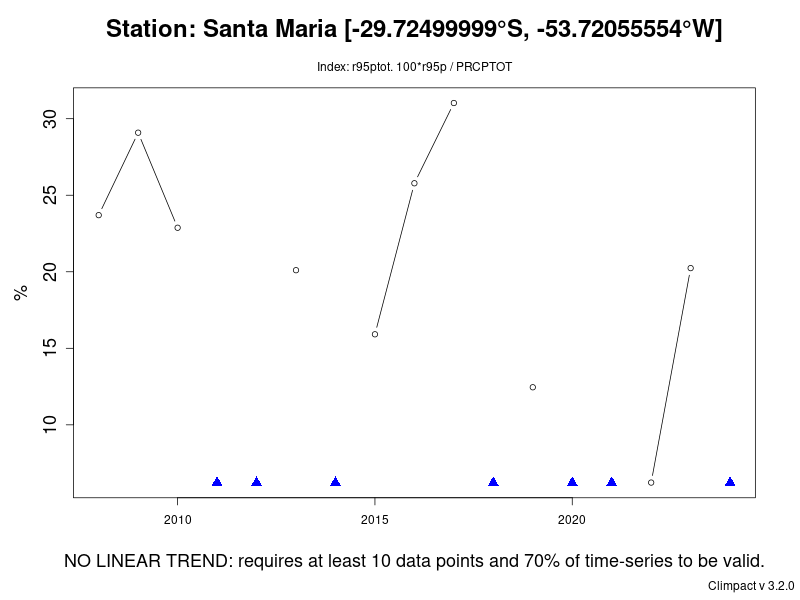 Station: Santa Maria [-29.72499999°S, -53.72055554°W]
Index: r95ptot. 100*r95p / PRCPTOT
30
25
20
15
10
%
2010 2015 2020
NO LINEAR TREND: requires at least 10 data points and 70% of time-series to be valid.
Climpact v 3.2.0